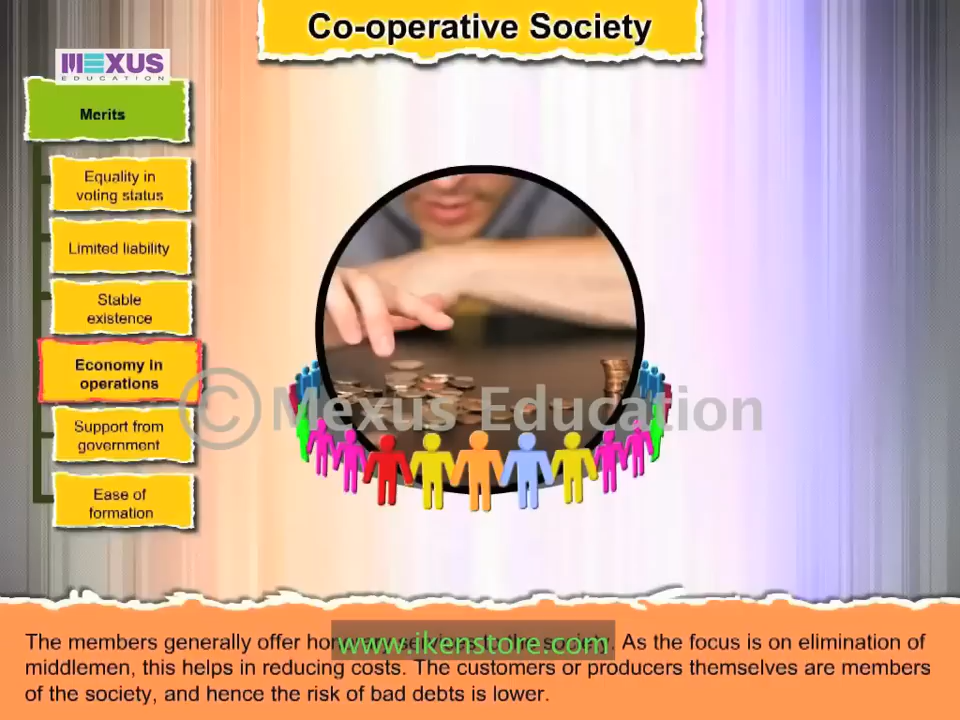 Co-operative Society
MEXUS
EDUCATION
Merits
Equality in
voting status
Limited liability
Stable
existence
Economy in
operations
Support from
government
Ease of
formation
© Mexus Education
The members generally offer society. As the focus is on elimination of
www.ikenstore.com
middlemen, this helps in reducing costs. The customers or producers themselves are members
of the society, and hence the risk of bad debts is lower.